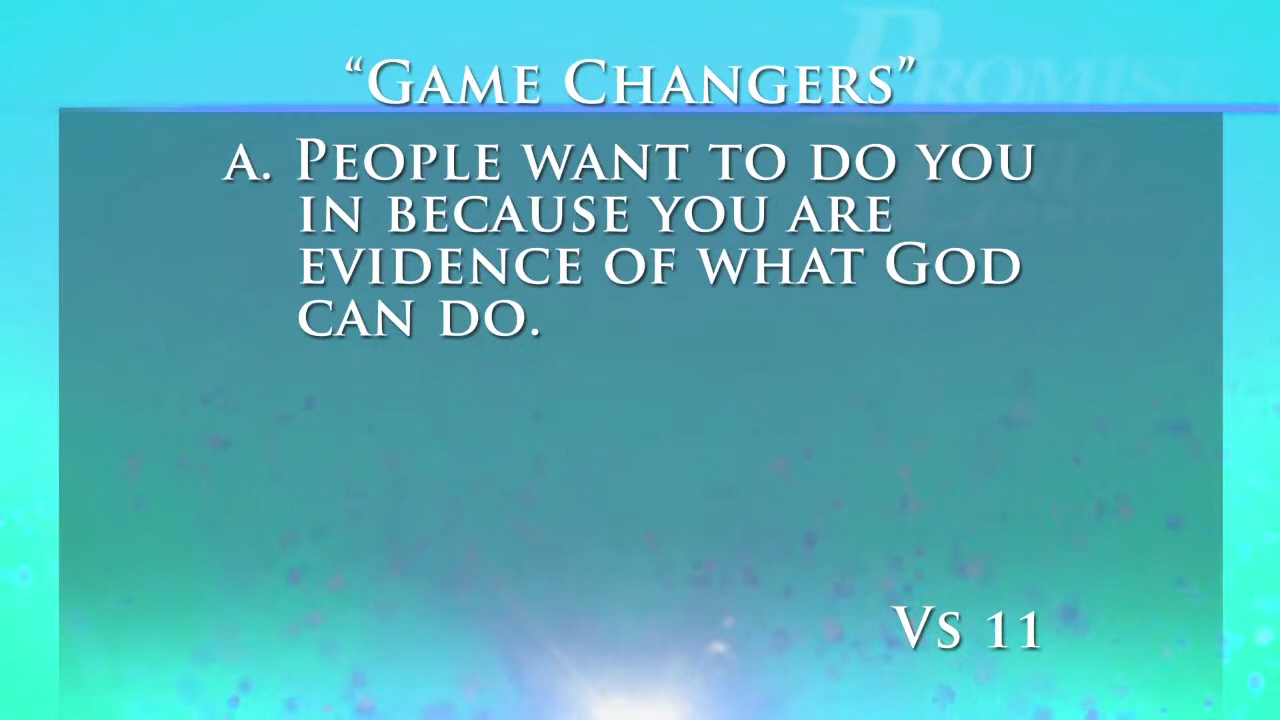 “Game Changers”
A. People want to do you
in because you are
evidence of what God
can do.
Vs 11
Promise